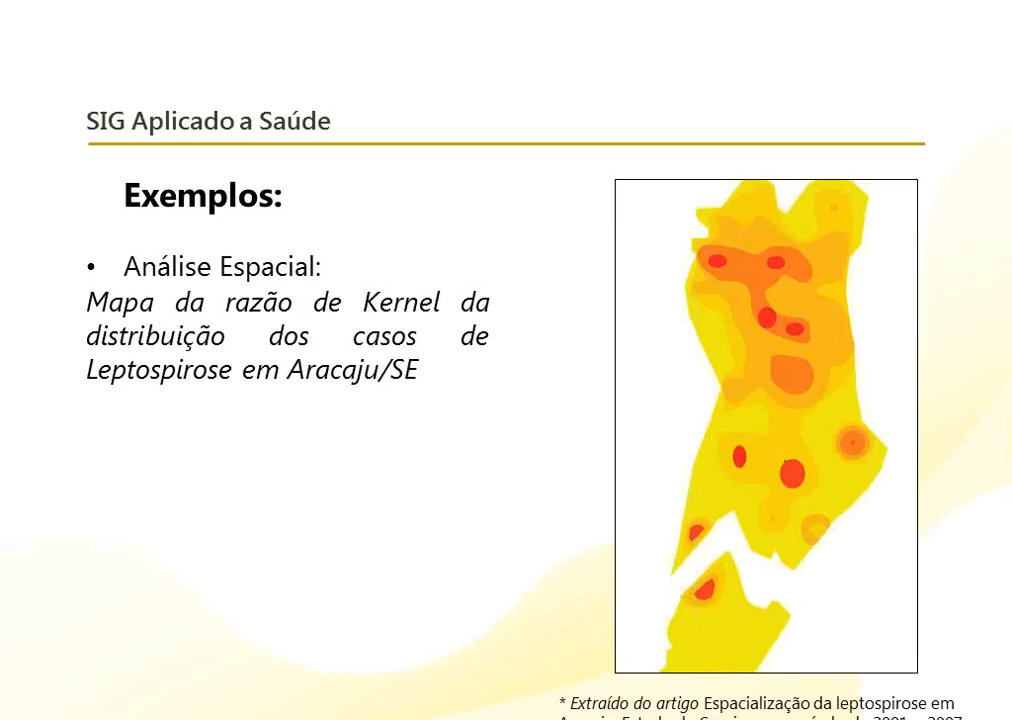 SIG Aplicado a Saúde
Exemplos:
• Análise Espacial:
Mapa da razão de Kernel da
distribuição dos casos de
Leptospirose em Aracaju/SE
* Extraído do artigo Espacialização da leptospirose em